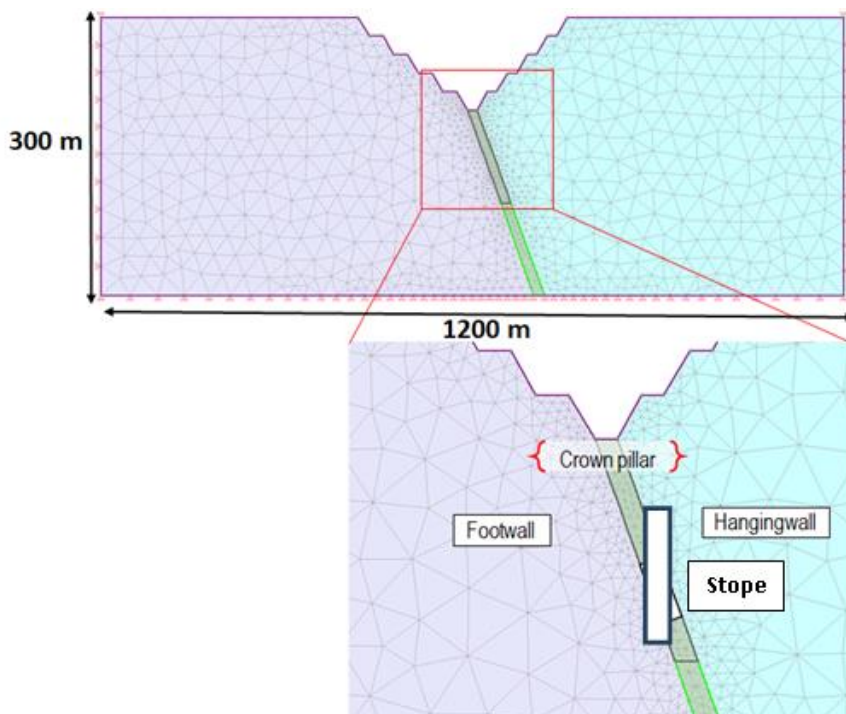 300 m
1200 m
Crown pillar
Footwall
Hangingwall
Stope